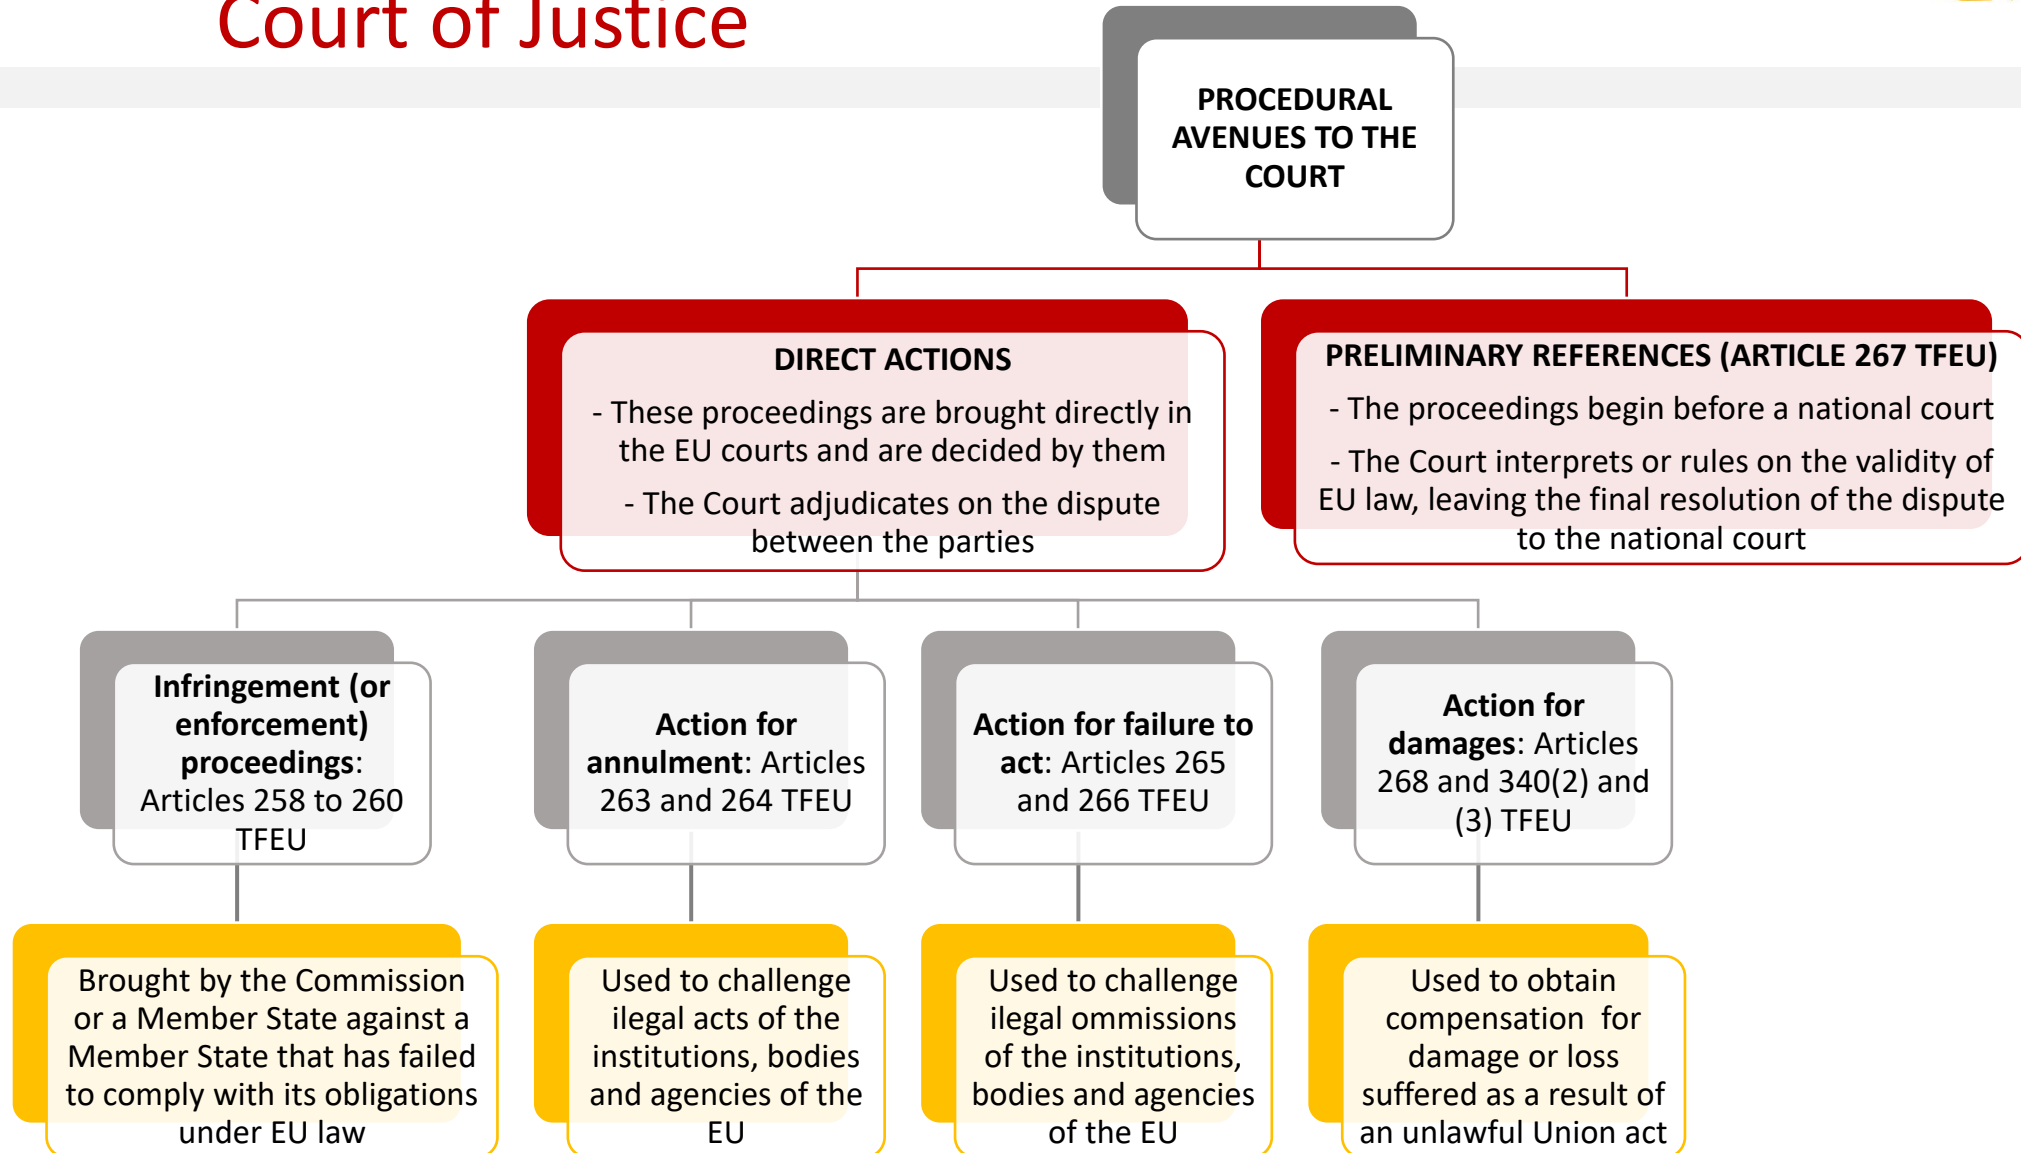 Court of Justice
PROCEDURAL
AVENUES TO THE
COURT
DIRECT ACTIONS
- These proceedings are brought directly in
the EU courts and are decided by them
- The Court adjudicates on the dispute
between the parties
PRELIMINARY REFERENCES (ARTICLE 267 TFEU)
- The proceedings begin before a national court
- The Court interprets or rules on the validity of
EU law, leaving the final resolution of the dispute
to the national court
Infringement (or
enforcement)
proceedings:
Articles 258 to 260
TFEU
Action for
annulment: Articles
263 and 264 TFEU
Action for failure to
act: Articles 265
and 266 TFEU
Action for
damages: Articles
268 and 340(2) and
(3) TFEU
Brought by the Commission
or a Member State against a
Member State that has failed
to comply with its obligations
under EU law
Used to challenge
ilegal acts of the
institutions, bodies
and agencies of the
EU
Used to challenge
ilegal ommissions
of the institutions,
bodies and agencies
of the EU
Used to obtain
compensation  for
damage or loss
suffered as a result of
an unlawful Union act